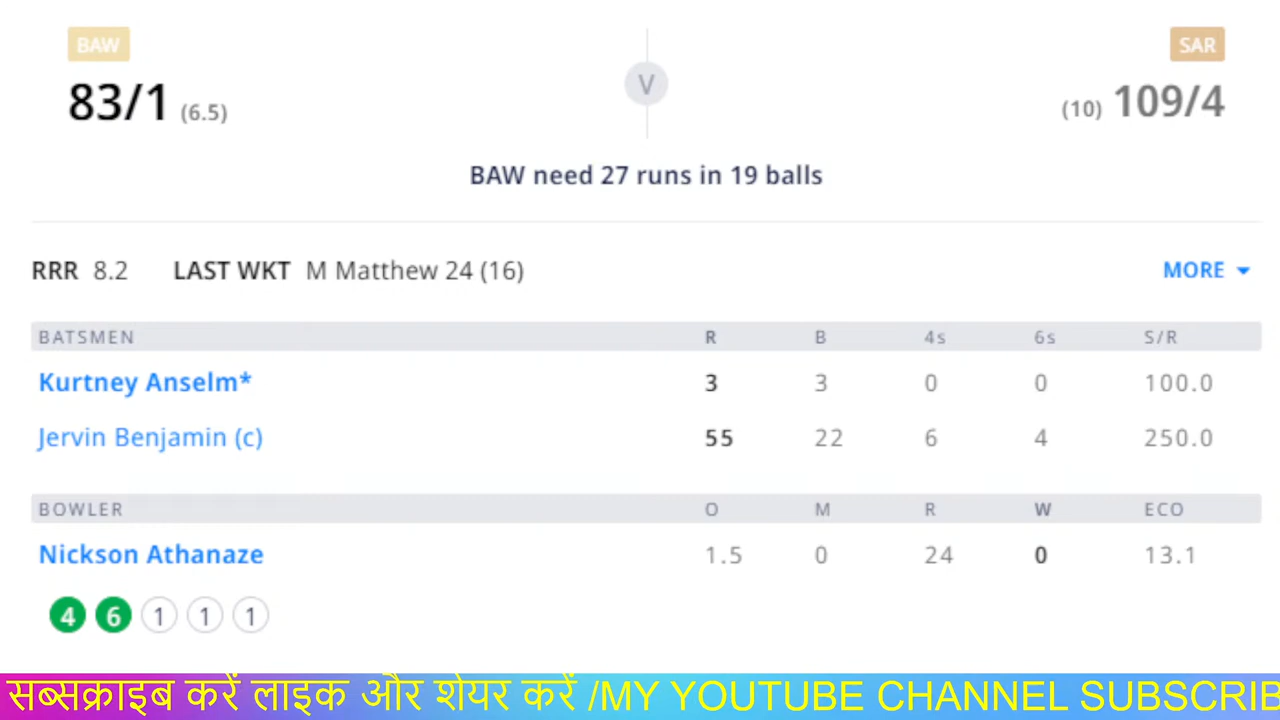 BAW
SAR
83/1 (6.5)
V
(10) 109/4
BAW need 27 runs in 19 balls
RRR 8.2 LAST WKT M Matthew 24 (16)
MORE
BATSMEN R B 4s 6s S/R
Kurtney Anselm* 3 3 0 0 100.0
Jervin Benjamin (c) 55 22 6 4 250.0
BOWLER O M R W ECO
Nickson Athanaze 1.5 0 24 0 13.1
4 6 1 1 1
सब्सक्राइब करें लाइक और शेयर करें /MY YOUTUBE CHANNEL SUBSCRIB